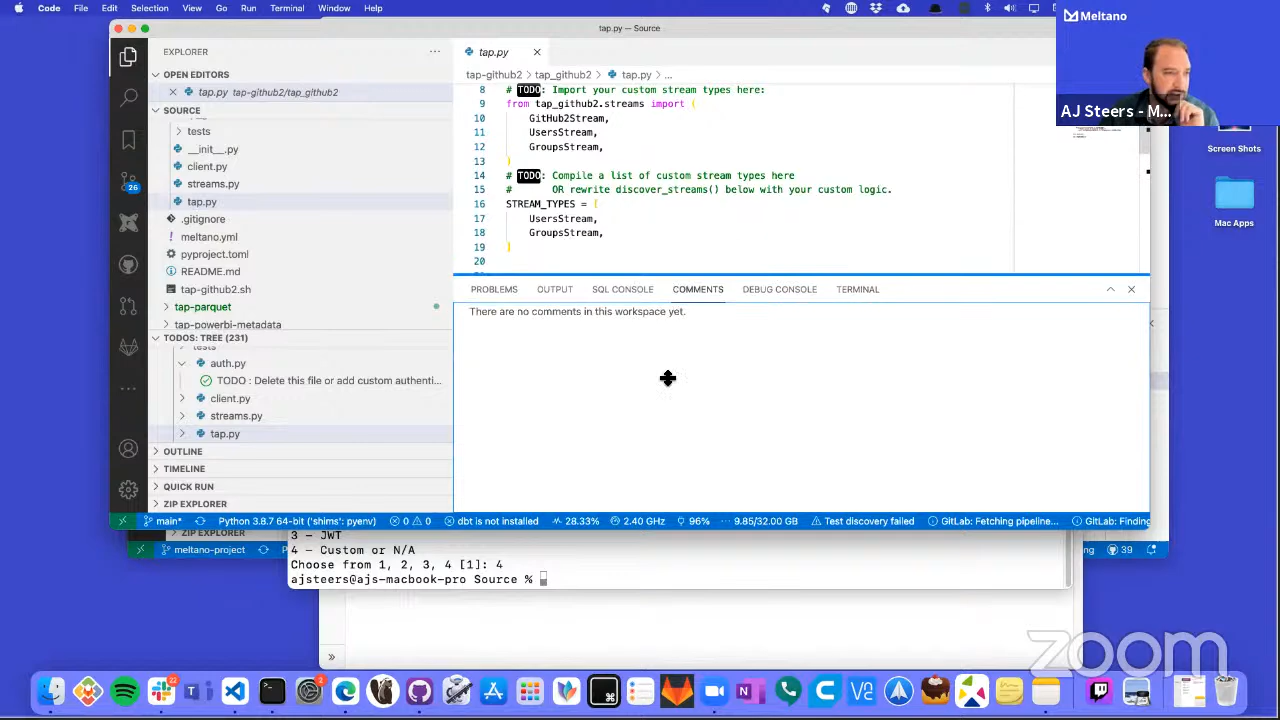 Code File Edit Selection View Go Run Terminal Window Help
Meltano
AJ Steers - M...
Screen Shots
Mac Apps
tap.py — Source
EXPLORER
OPEN EDITORS
tap.py tap-github2/tap_github2
SOURCE
tests
__init__.py
client.py
streams.py
tap.py
.gitignore
meltano.yml
pyproject.toml
README.md
tap-github2.sh
tap-parquet
tap-powerbi-metadata
TODOS: TREE (231)
tests
auth.py
TODO : Delete this file or add custom authenti...
client.py
streams.py
tap.py
OUTLINE
TIMELINE
QUICK RUN
ZIP EXPLORER
26
tap.py
tap-github2 > tap_github2 > tap.py > ...
8 # TODO: Import your custom stream types here:
9 from tap_github2.streams import (
10 GitHub2Stream,
11 UsersStream,
12 GroupsStream,
13 )
14 # TODO: Compile a list of custom stream types here
15 # OR rewrite discover_streams() below with your custom logic.
16 STREAM_TYPES = [
17 UsersStream,
18 GroupsStream,
19 ]
20
PROBLEMS OUTPUT SQL CONSOLE COMMENTS DEBUG CONSOLE TERMINAL
There are no comments in this workspace yet.
main* Python 3.8.7 64-bit ('shims': pyenv) 0 0 dbt is not installed 28.33% 2.40 GHz 96% 9.85/32.00 GB Test discovery failed GitLab: Fetching pipeline... GitLab: Finding
ZIP EXPLORER
meltano-project
ng 39
3 - JWT
4 - Custom or N/A
Choose from 1, 2, 3, 4 [1]: 4
ajsteers@ajs-macbook-pro Source %
»
zoom
22
2